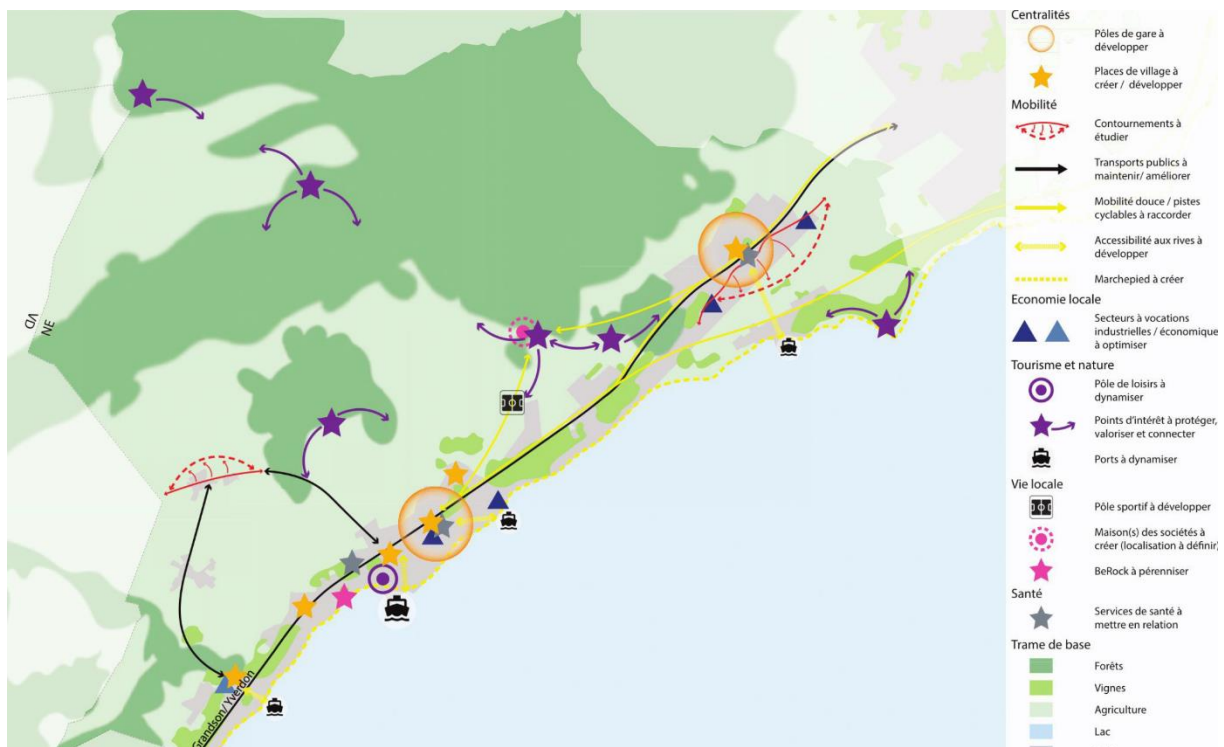 VD
NE
Grandson/ Yverdon
Centralités
Pôles de gare à
développer
Places de village à
créer / développer
Mobilité
Contournements à
étudier
Transports publics à
maintenir/ améliorer
Mobilité douce / pistes
cyclables à raccorder
Accessibilité aux rives à
développer
Marchepied à créer
Economie locale
Secteurs à vocations
industrielles / économique
à optimiser
Tourisme et nature
Pôle de loisirs à
dynamiser
Points d'intérêt à protéger,
valoriser et connecter
Ports à dynamiser
Vie locale
Pôle sportif à développer
Maison(s) des sociétés à
créer (localisation à définir)
BeRock à pérenniser
Santé
Services de santé à
mettre en relation
Trame de base
Forêts
Vignes
Agriculture
Lac